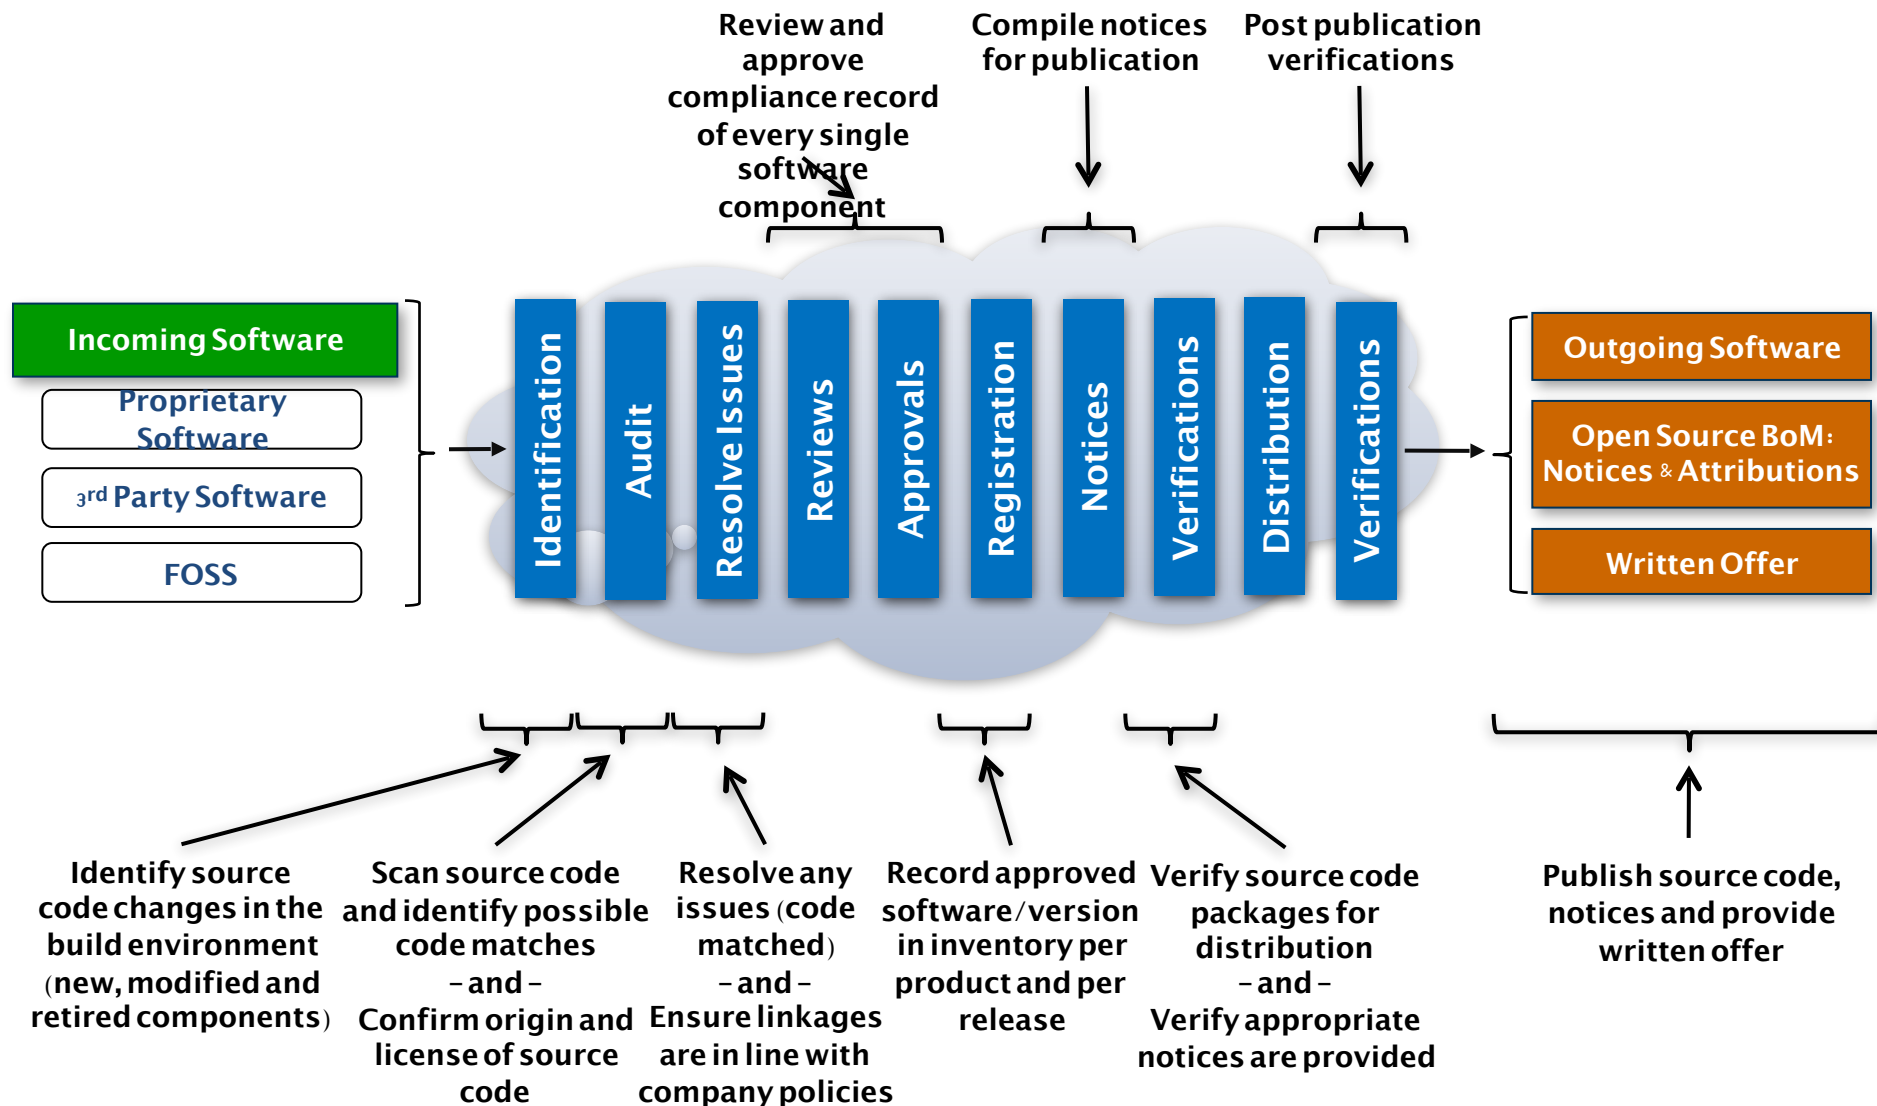 Review and
approve
compliance record
of every single
software
component
Compile notices
for publication
Post publication
verifications
Incoming Software
Proprietary
Software
3rd Party Software
FOSS
Identification
Audit
Resolve Issues
Reviews
Approvals
Registration
Notices
Verifications
Distribution
Verifications
Outgoing Software
Open Source BoM:
Notices & Attributions
Written Offer
Identify source
code changes in the
build environment
(new, modified and
retired components)
Scan source code
and identify possible
code matches
- and -
Confirm origin and
license of source
code
Resolve any
issues (code
matched)
- and -
Ensure linkages
are in line with
company policies
Record approved
software/version
in inventory per
product and per
release
Verify source code
packages for
distribution
- and -
Verify appropriate
notices are provided
Publish source code,
notices and provide
written offer